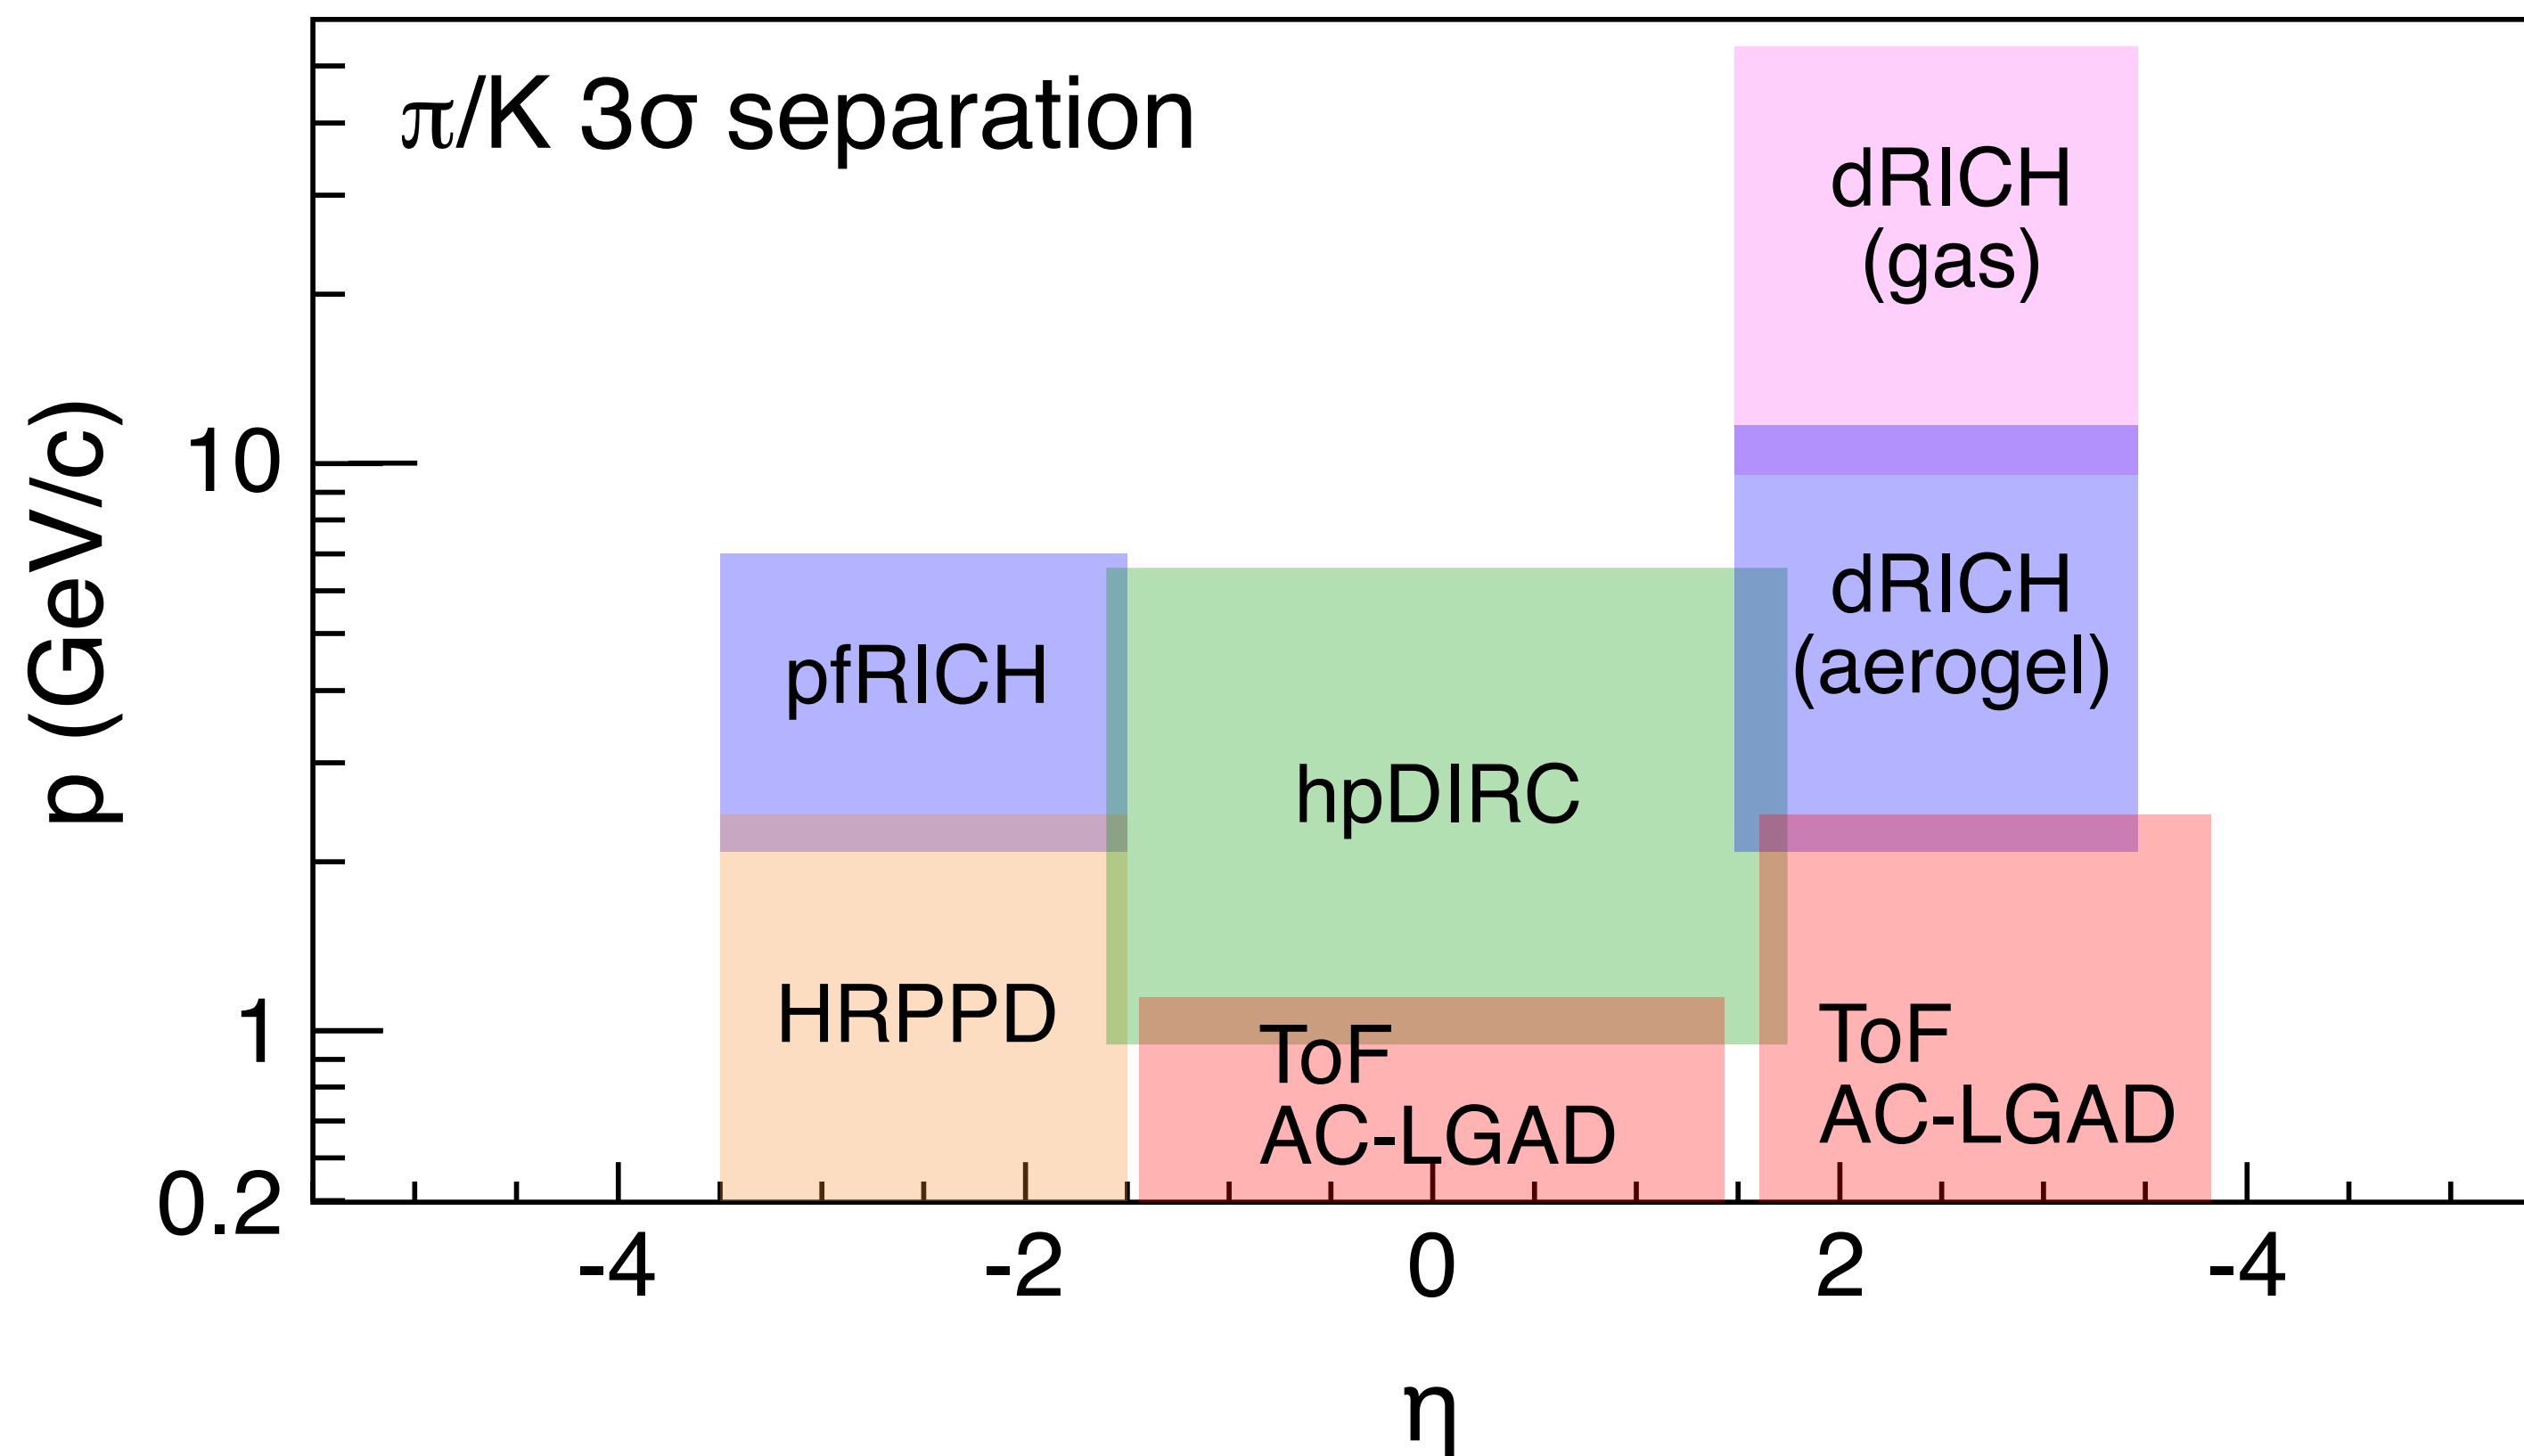 π/K 3σ separation
dRICH
(gas)
dRICH
(aerogel)
pfRICH
hpDIRC
HRPPD
ToF
AC-LGAD
ToF
AC-LGAD
p (GeV/c)
10
1
0.2
-4 -2 0 2 -4
η